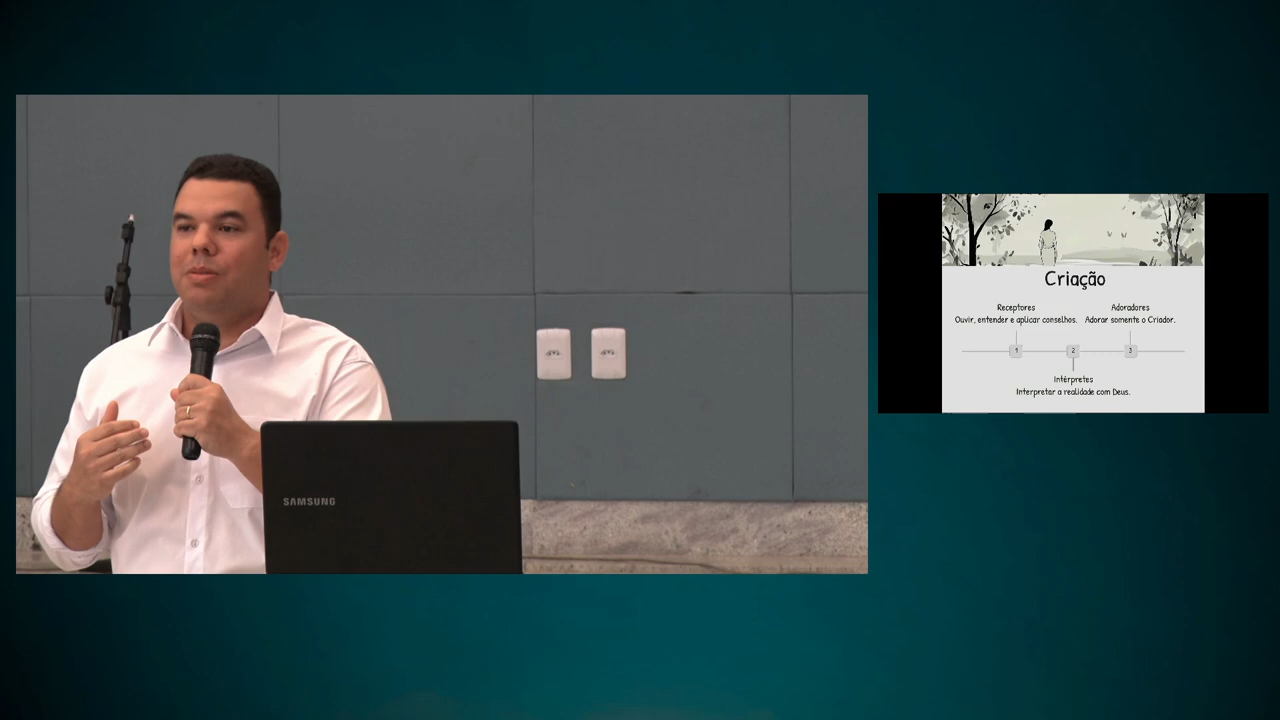 SAMSUNG
Criação
Receptores
Ouvir, entender e aplicar conselhos.
Adoradores
Adorar somente o Criador.
1
2
3
Intérpretes
Interpretar a realidade com Deus.